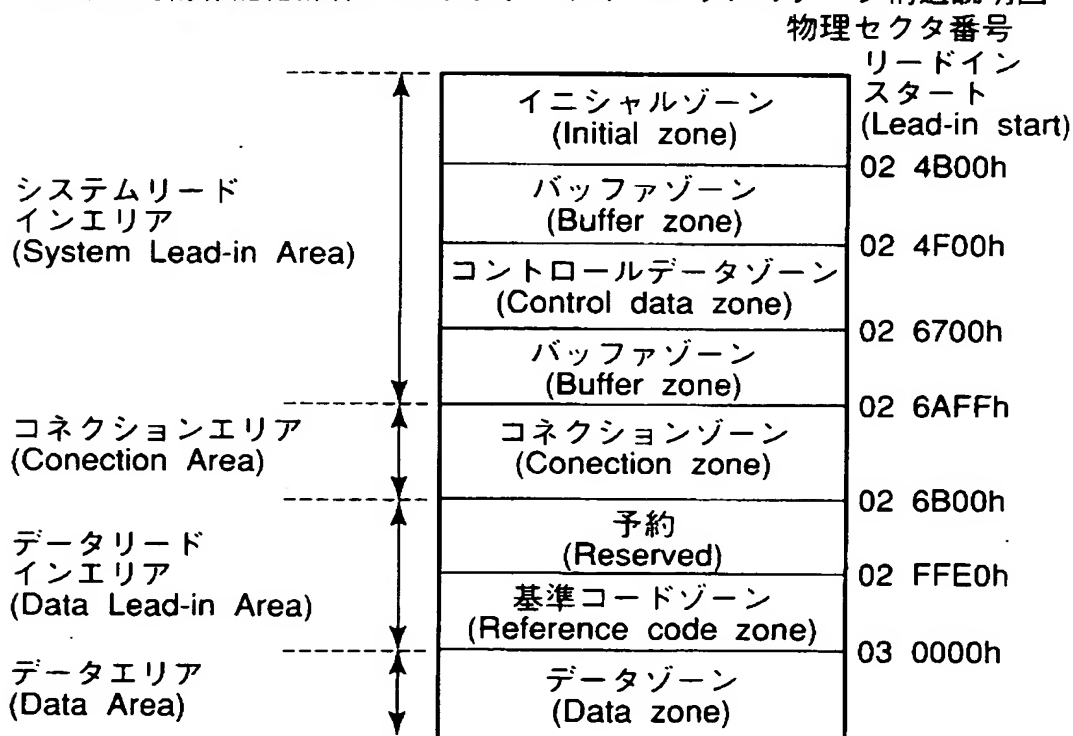 物理セクタ番号
リードイン
スタート
(Lead-in start)
イニシャルゾーン
(Initial zone)
02 4B00h
システムリード
インエリア
(System Lead-in Area)
バッファゾーン
(Buffer zone)
02 4F00h
コントロールデータゾーン
(Control data zone)
02 6700h
バッファゾーン
(Buffer zone)
02 6AFFh
コネクションエリア
(Conection Area)
コネクションゾーン
(Conection zone)
02 6B00h
データリード
インエリア
(Data Lead-in Area)
予約
(Reserved)
02 FFE0h
基準コードゾーン
(Reference code zone)
03 0000h
データエリア
(Data Area)
データゾーン
(Data zone)